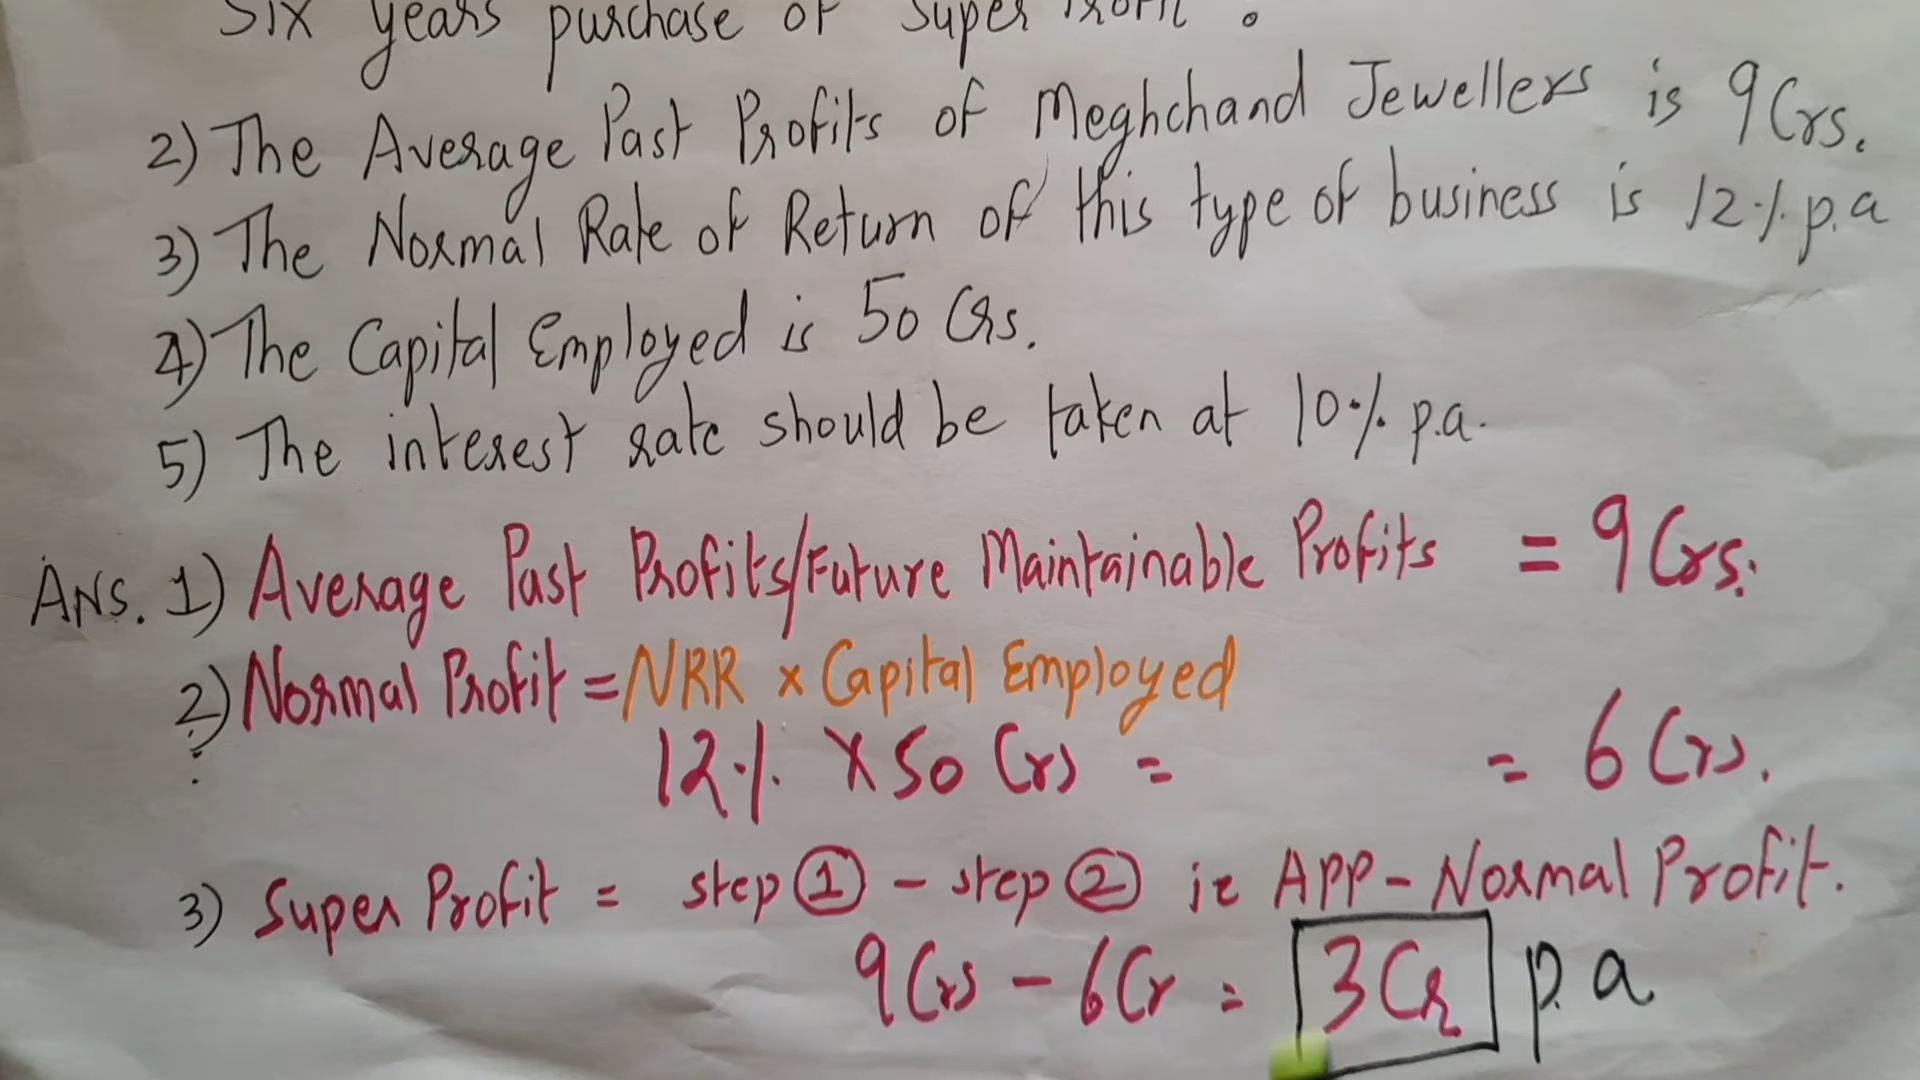 Six years purchase of Super Profit.
2) The Average Past Profits of Meghchand Jewellers is 9 Crs.
3) The Normal Rate of Return of this type of business is 12% p.a
4) The Capital Employed is 50 Crs.
5) The interest rate should be taken at 10% p.a.
ANS. 1) Average Past Profits/Future Maintainable Profits = 9 Crs.
2) Normal Profit = NRR x Capital Employed
12% X 50 Crs = = 6 Crs.
3) Super Profit = step ① - step ② ie APP - Normal Profit.
9 Crs - 6 Cr = 3 Cr p.a